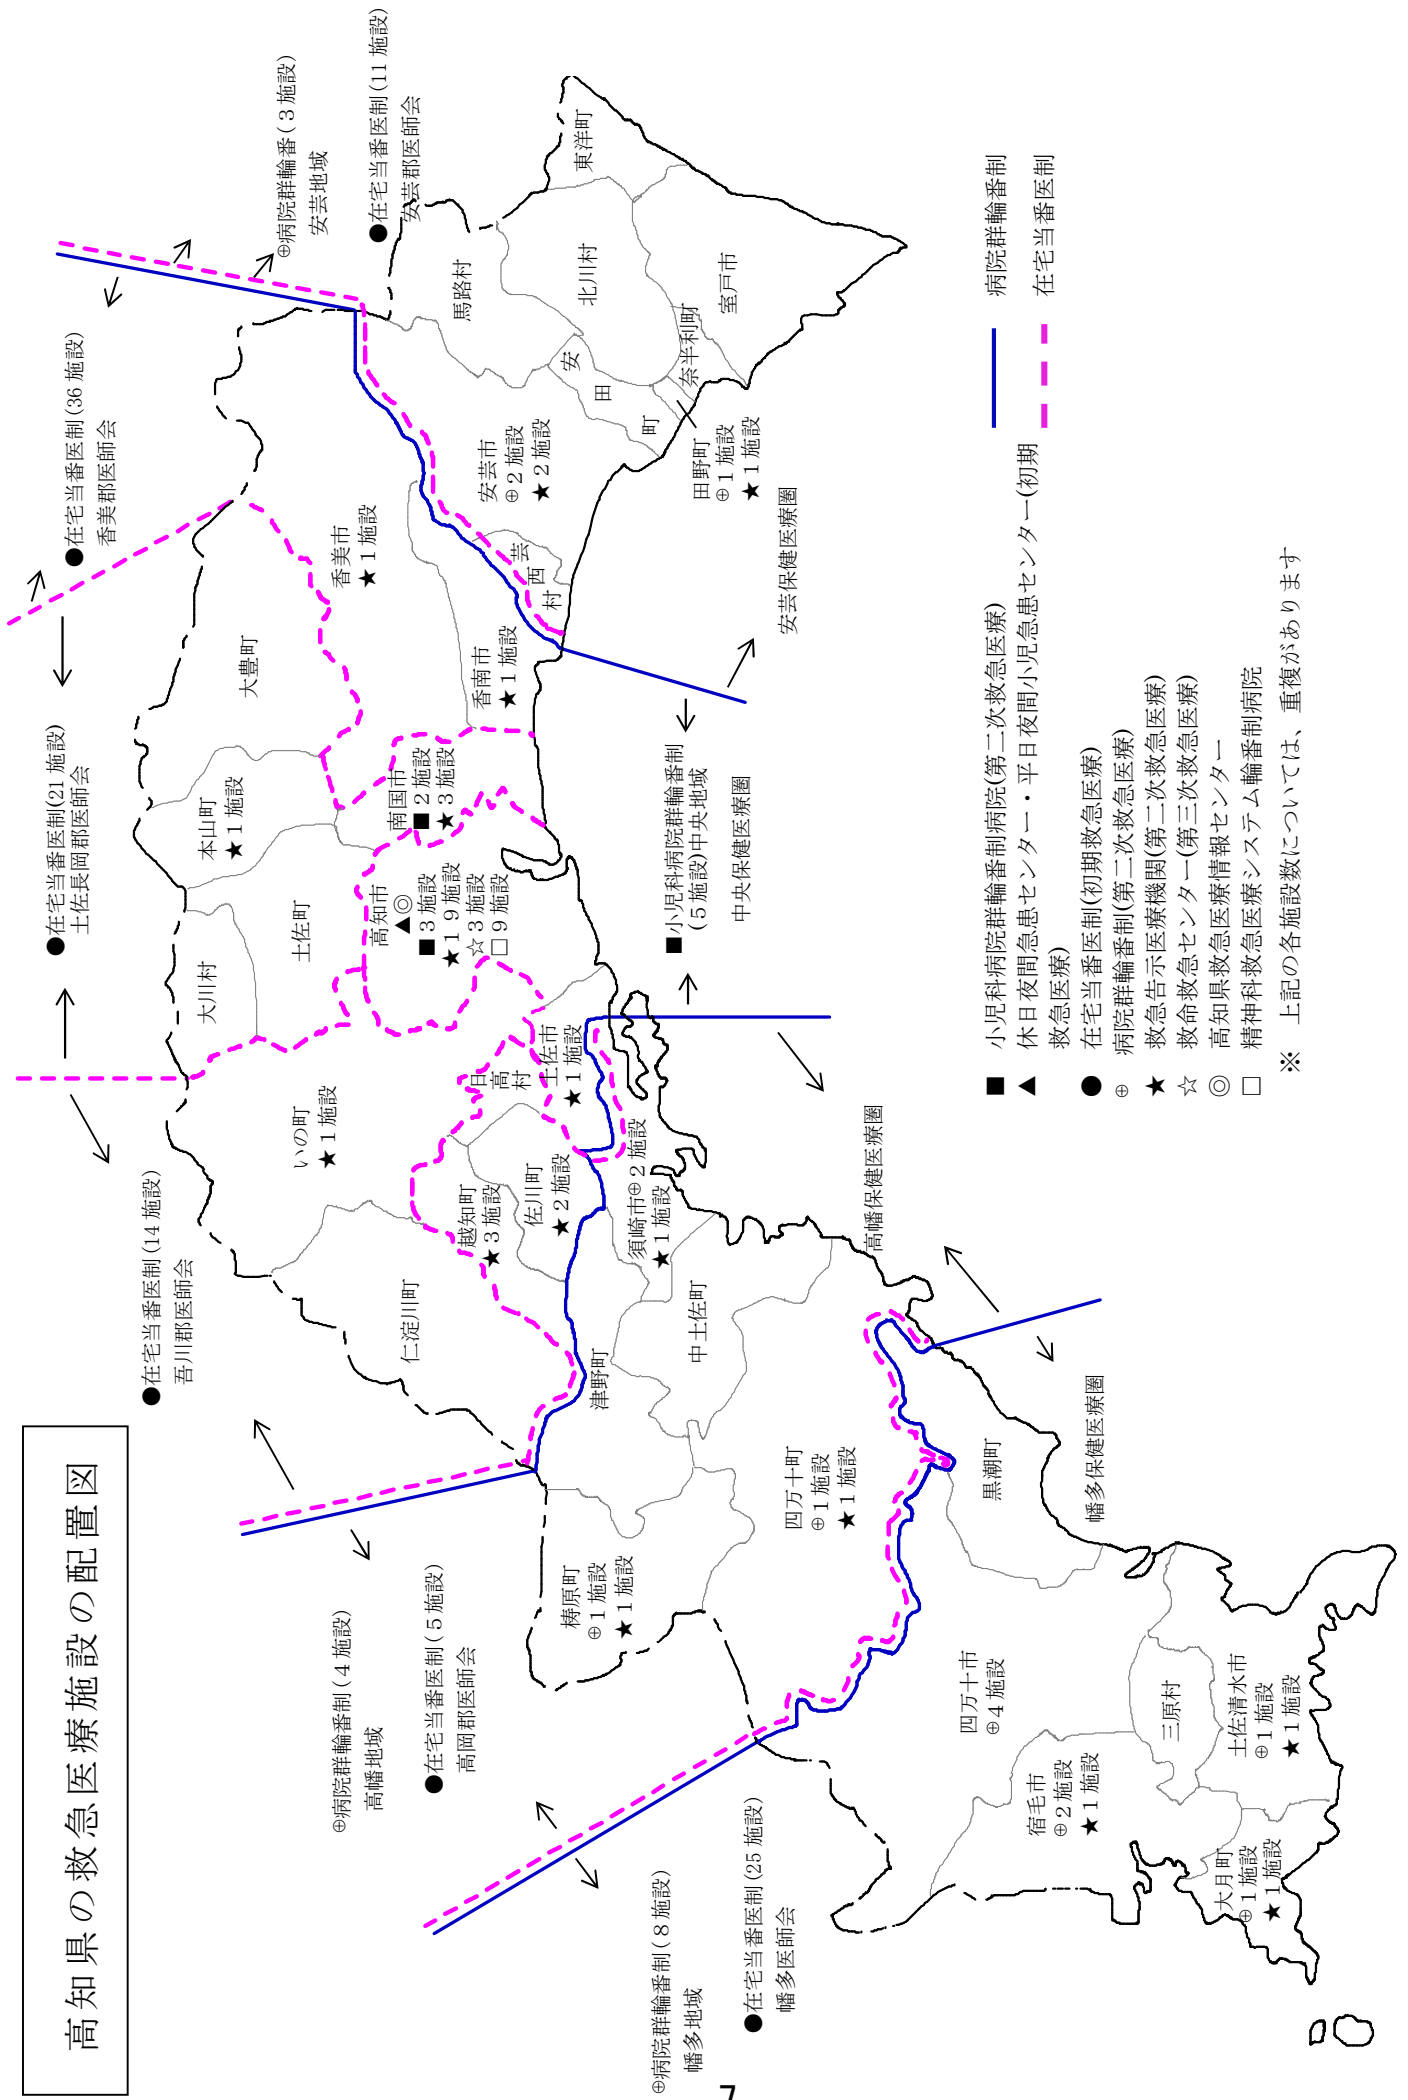 高知県の救急医療施設の配置図
⊕病院群輪番制(８施設)
幡多地域
●在宅当番医制(25施設)
幡多医師会
⊕病院群輪番制(４施設)
高幡地域
●在宅当番医制(５施設)
高岡郡医師会
●在宅当番医制(14施設)
吾川郡医師会
●在宅当番医制(21施設)
土佐長岡郡医師会
●在宅当番医制(36施設)
香美郡医師会
⊕病院群輪番(３施設)
安芸地域
●在宅当番医制(11施設)
安芸郡医師会
東洋町
馬路村
北川村
室戸市
奈半利町
安田町
田野町
⊕１施設
★１施設
安芸市
⊕２施設
★２施設
芸西村
香美市
★１施設
香南市
★１施設
大豊町
本山町
★１施設
土佐町
大川村
南国市
■２施設
★３施設
高知市
▲◎
■３施設
★１９施設
☆３施設
□９施設
いの町
★１施設
日高村
土佐市
★１施設
仁淀川町
越知町
★３施設
佐川町
★２施設
須崎市⊕２施設
★１施設
津野町
中土佐町
梼原町
⊕１施設
★１施設
四万十町
⊕１施設
★１施設
黒潮町
四万十市
⊕４施設
三原村
宿毛市
⊕２施設
★１施設
土佐清水市
⊕１施設
★１施設
大月町
⊕１施設
★１施設
安芸保健医療圏
■小児科病院群輪番制
(５施設)中央地域
中央保健医療圏
高幡保健医療圏
幡多保健医療圏
病院群輪番制
在宅当番医制
■ 小児科病院群輪番制病院(第二次救急医療)
▲ 休日夜間急患センター・平日夜間小児急患センター(初期
救急医療)
● 在宅当番医制(初期救急医療)
⊕ 病院群輪番制(第二次救急医療)
★ 救急告示医療機関(第二次救急医療)
☆ 救命救急センター(第三次救急医療)
◎ 高知県救急医療情報センター
□ 精神科救急医療システム輪番制病院
※ 上記の各施設数については、重複があります
7